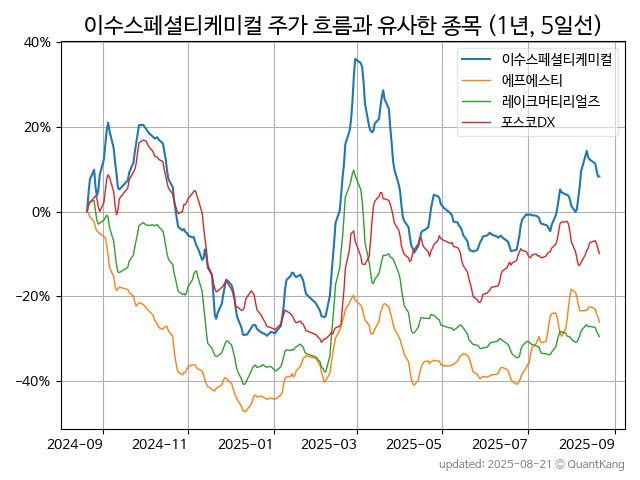 이수스페셜티케미컬 주가 흐름과 유사한 종목 (1년, 5일선)
40%
20%
0%
−20%
−40%
이수스페셜티케미컬
에프에스티
레이크머티리얼즈
포스코DX
2024-09 2024-11 2025-01 2025-03 2025-05 2025-07 2025-09
updated: 2025-08-21 © QuantKang